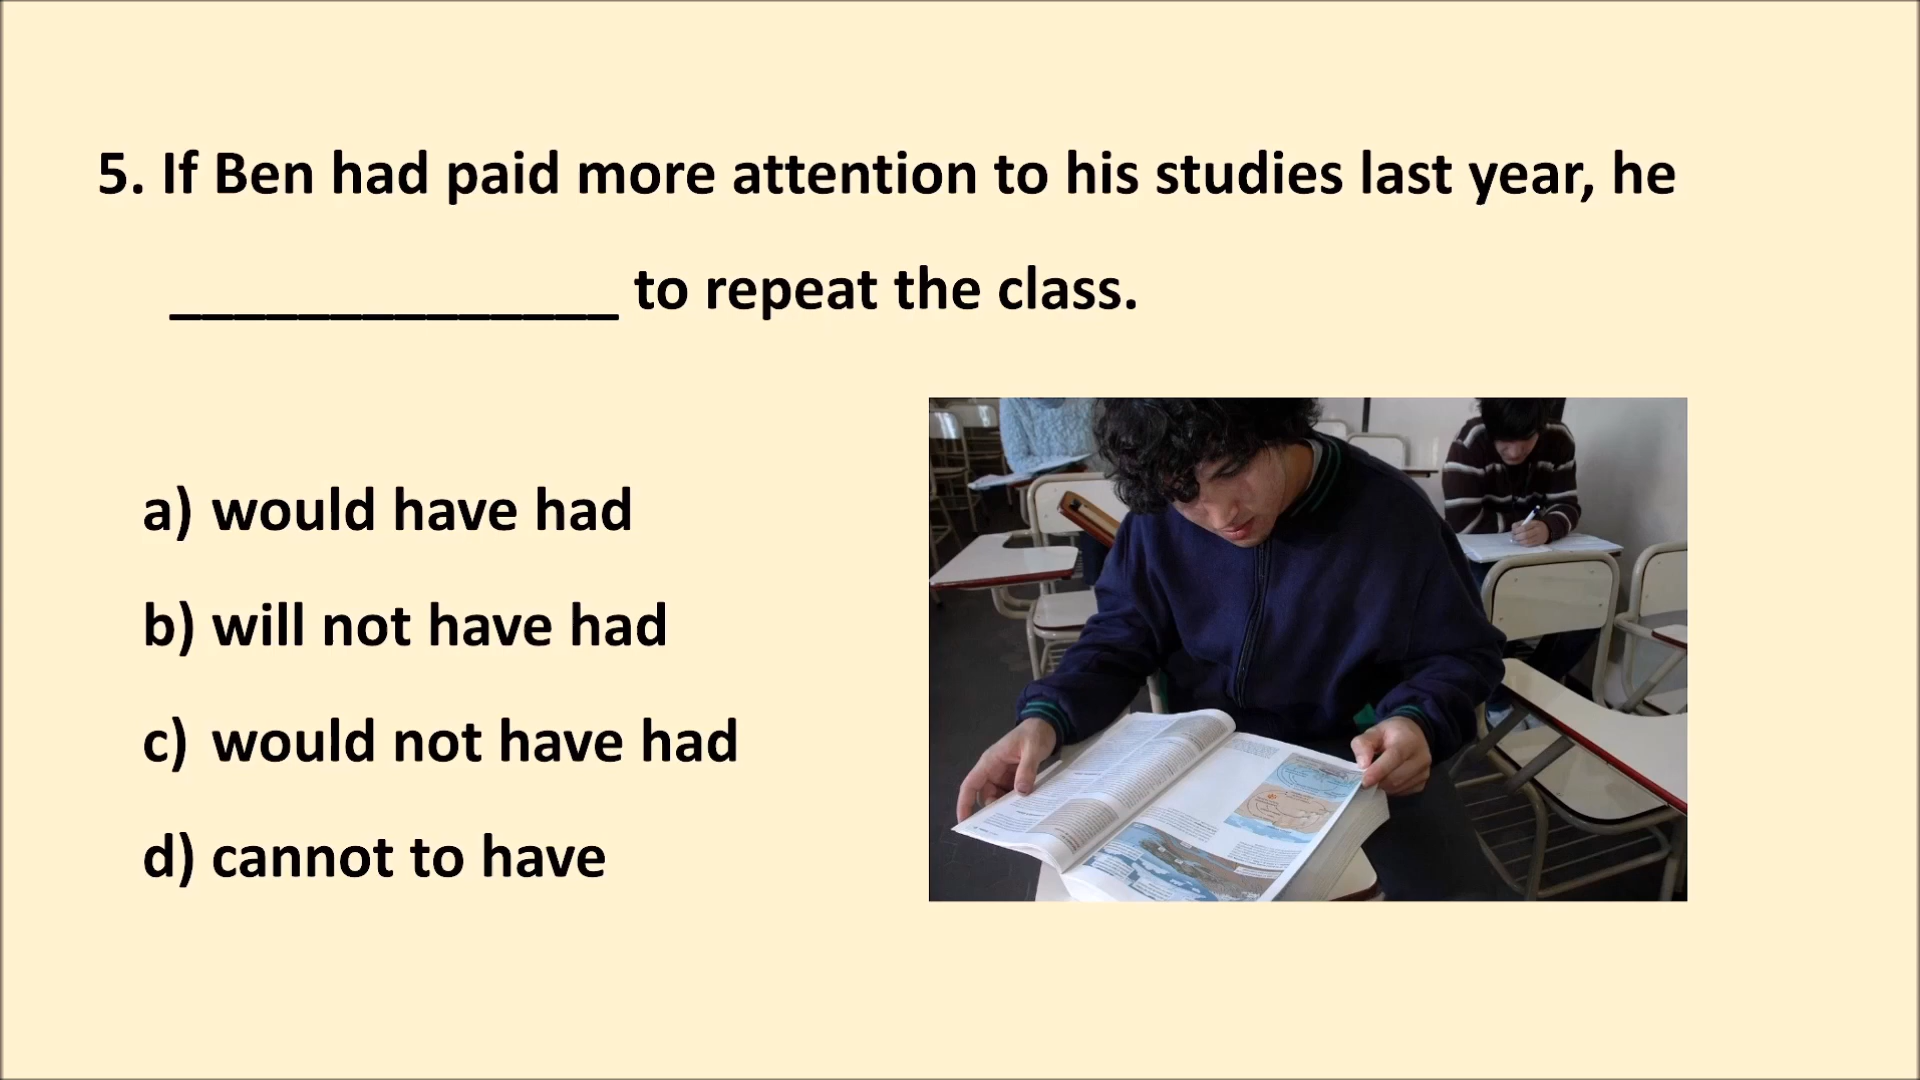 5. If Ben had paid more attention to his studies last year, he
______________ to repeat the class.
a) would have had
b) will not have had
c) would not have had
d) cannot to have